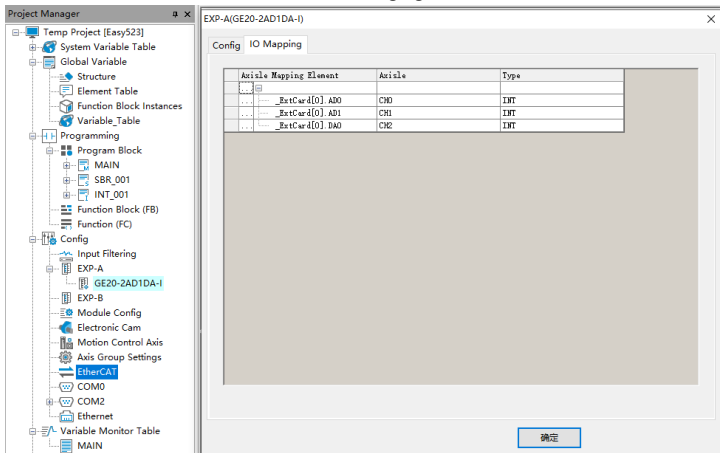 Project Manager
Temp Project [Easy523]
System Variable Table
Global Variable
Structure
Element Table
Function Block Instances
Variable_Table
Programming
Program Block
MAIN
SBR_001
INT_001
Function Block (FB)
Function (FC)
Config
Input Filtering
EXP-A
GE20-2AD1DA-I
EXP-B
Module Config
Electronic Cam
Motion Control Axis
Axis Group Settings
EtherCAT
COM0
COM2
Ethernet
Variable Monitor Table
MAIN
EXP-A(GE20-2AD1DA-I)
Config IO Mapping
Axisle Mapping Element Axisle Type
...
... _ExtCard[0].AD0 CH0 INT
... _ExtCard[0].AD1 CH1 INT
... _ExtCard[0].DA0 CH2 INT
确定